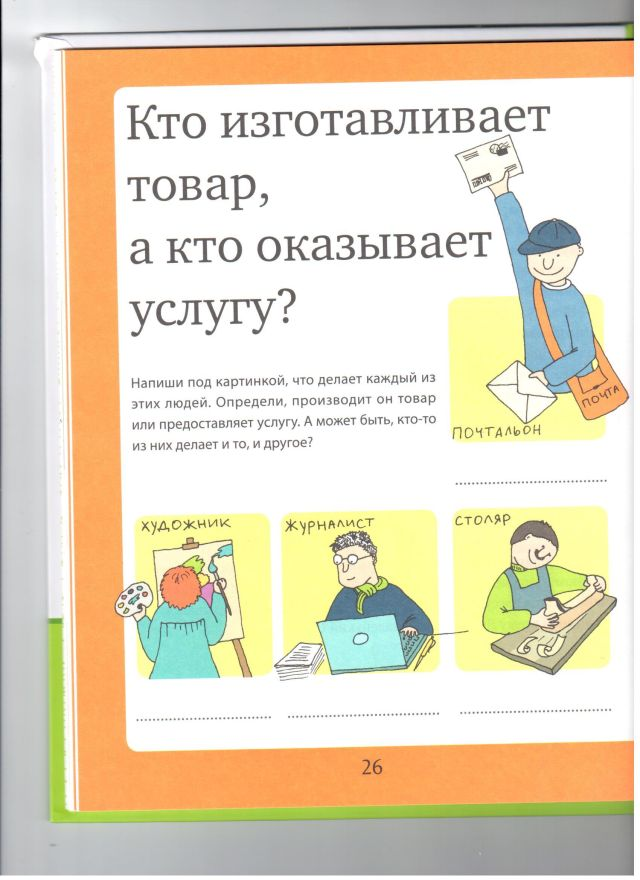 Кто изготавливает
товар,
а кто оказывает
услугу?
Напиши под картинкой, что делает каждый из
этих людей. Определи, производит он товар
или предоставляет услугу. А может быть, кто-то
из них делает и то, и другое?
ПОЧТА
ПОЧТАЛЬОН
ХУДОЖНИК
ЖУРНАЛИСТ
СТОЛЯР
26